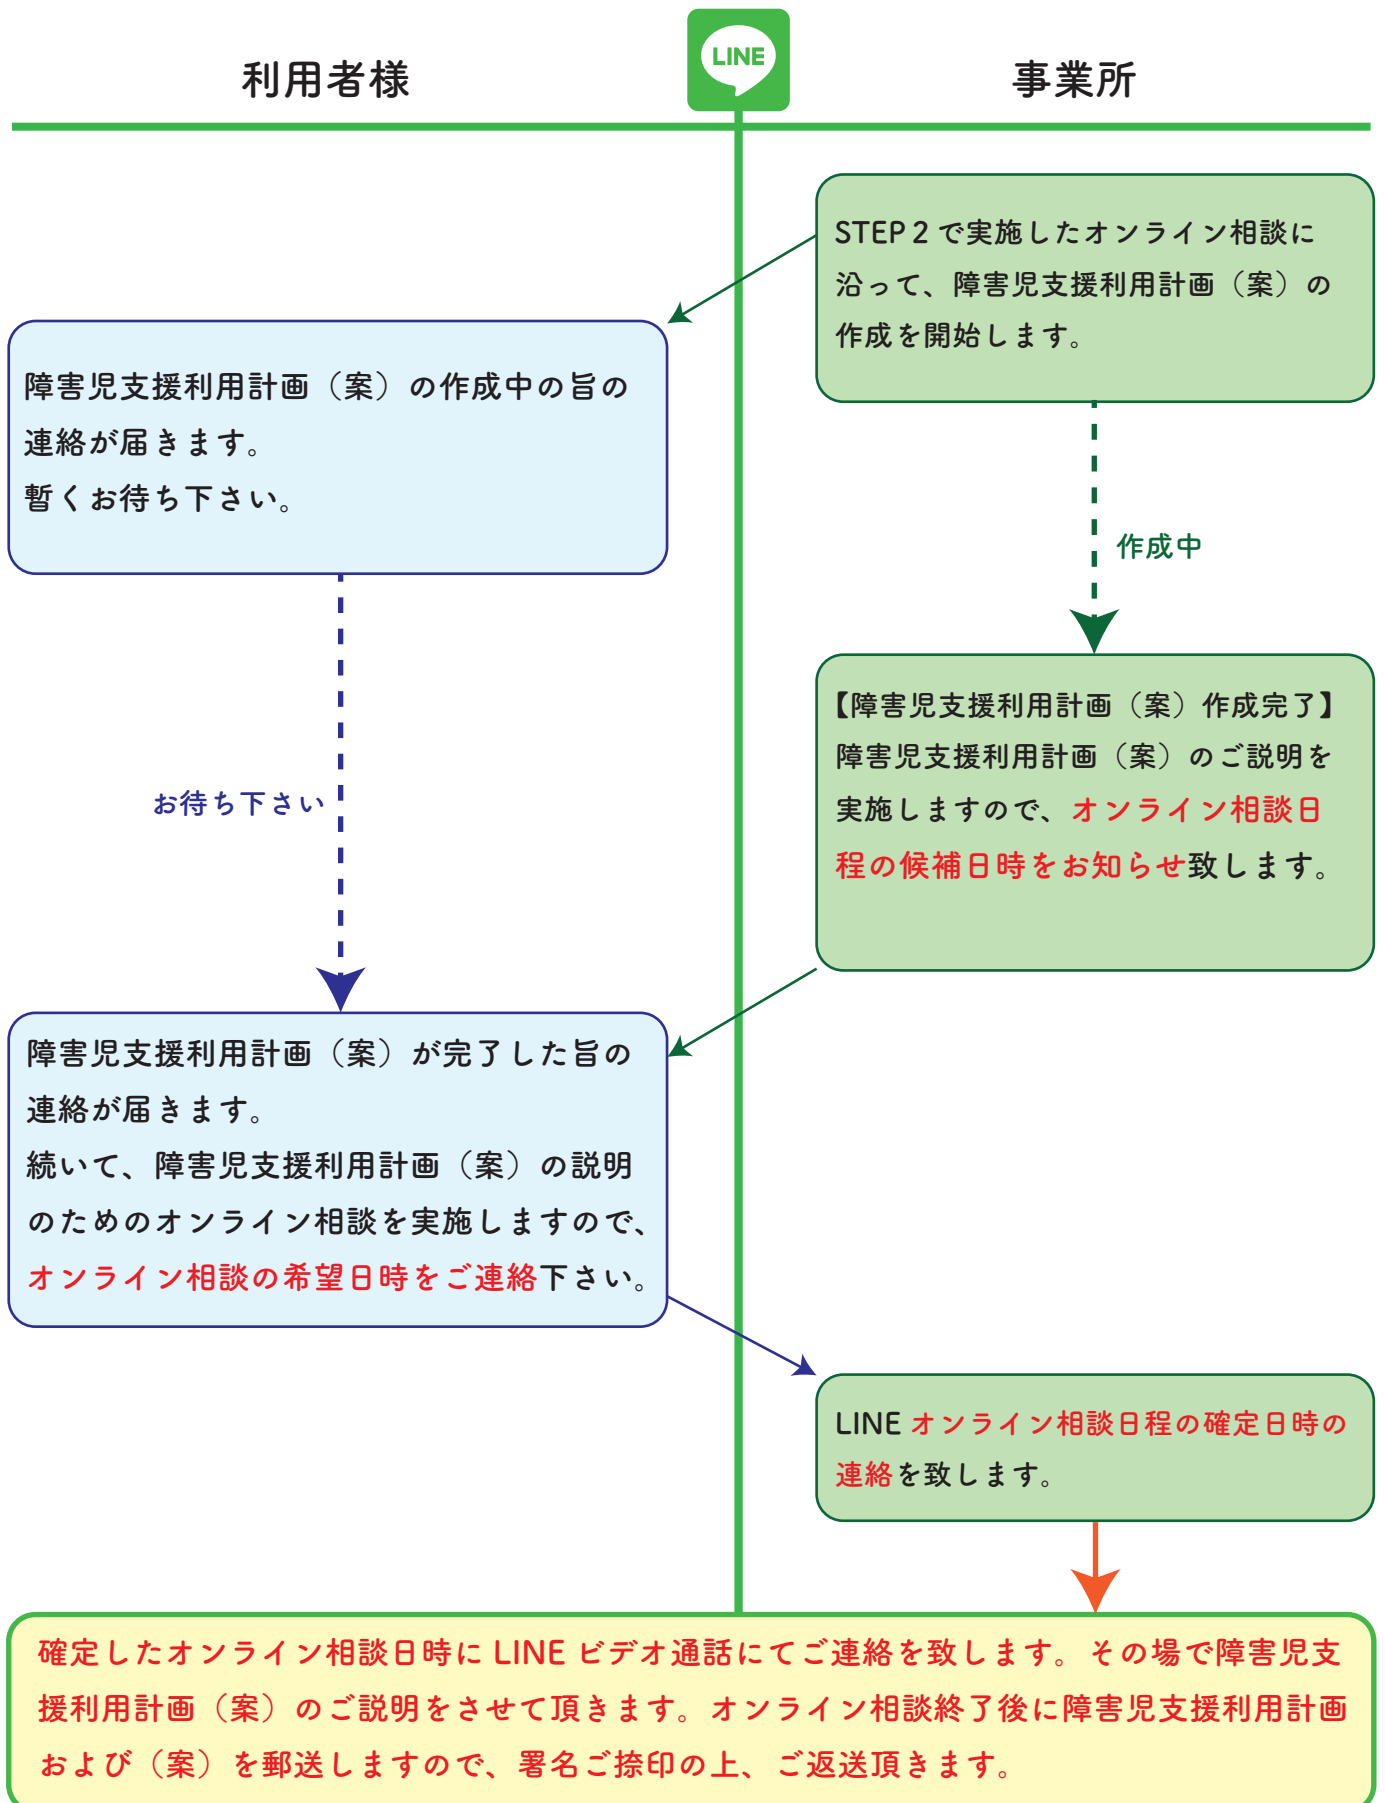 利用者様
LINE
事業所
STEP 2 で実施したオンライン相談に
沿って、障害児支援利用計画（案）の
作成を開始します。
障害児支援利用計画（案）の作成中の旨の
連絡が届きます。
暫くお待ち下さい。
作成中
お待ち下さい
【障害児支援利用計画（案）作成完了】
障害児支援利用計画（案）のご説明を
実施しますので、オンライン相談日
程の候補日時をお知らせ致します。
障害児支援利用計画（案）が完了した旨の
連絡が届きます。
続いて、障害児支援利用計画（案）の説明
のためのオンライン相談を実施しますので、
オンライン相談の希望日時をご連絡下さい。
LINE オンライン相談日程の確定日時の
連絡を致します。
確定したオンライン相談日時に LINE ビデオ通話にてご連絡を致します。その場で障害児支
援利用計画（案）のご説明をさせて頂きます。オンライン相談終了後に障害児支援利用計画
および（案）を郵送しますので、署名ご捺印の上、ご返送頂きます。